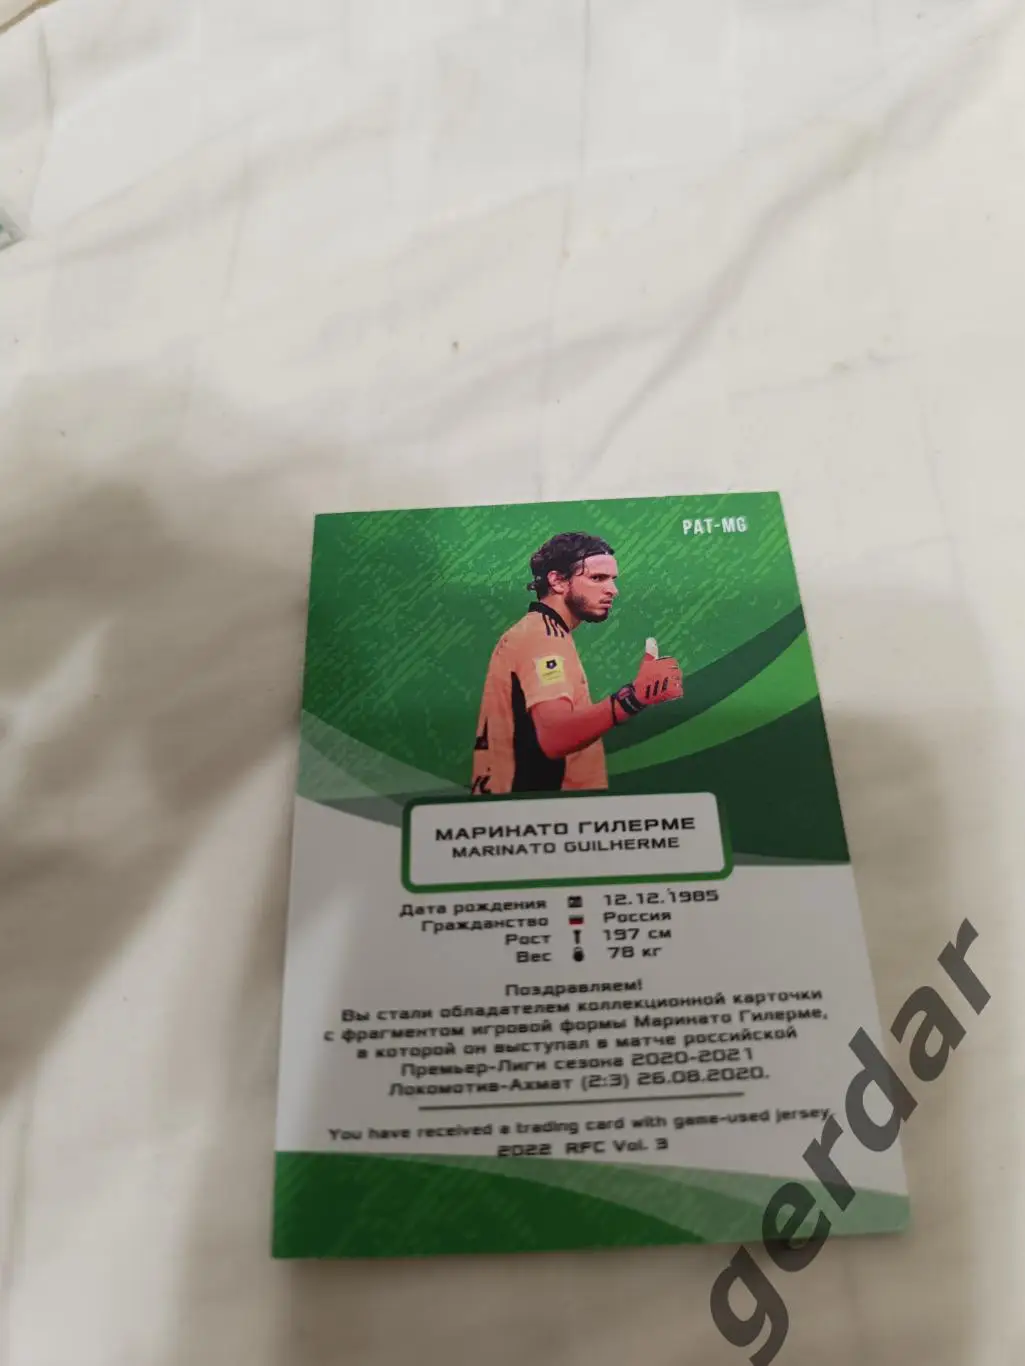 PAT-MG
МАРИНАТО ГИЛЕРМЕ
MARINATO GUILHERME
Дата рождения 12.12.1985
Гражданство Россия
Рост 197 см
Вес 78 кг
Поздравляем!
Вы стали обладателем коллекционной карточки
с фрагментом игровой формы Маринато Гилерме,
в которой он выступал в матче российской
Премьер-Лиги сезона 2020-2021
Локомотив-Ахмат (2:3) 26.08.2020.
You have received a trading card with game-used jersey.
2022 RFC Vol. 3
gerdar